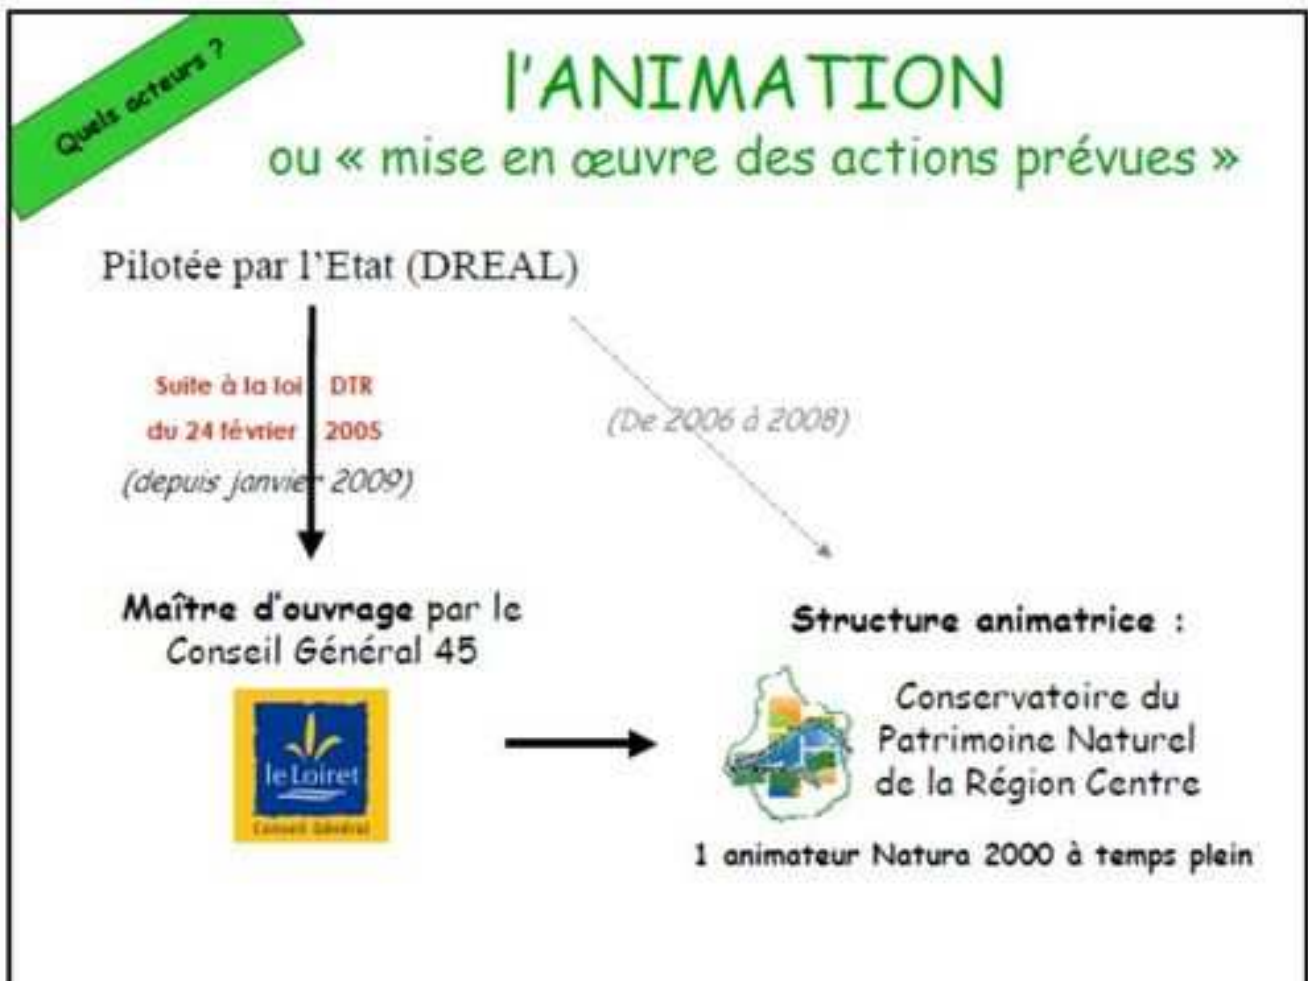 Quels acteurs ?
l'ANIMATION
ou « mise en œuvre des actions prévues »
Pilotée par l'Etat (DREAL)
Suite à la loi DTR
du 24 février 2005
(depuis janvier 2009)
(De 2006 à 2008)
Maître d'ouvrage par le
Conseil Général 45
le Loiret
Conseil Général
Structure animatrice :
Conservatoire du
Patrimoine Naturel
de la Région Centre
1 animateur Natura 2000 à temps plein